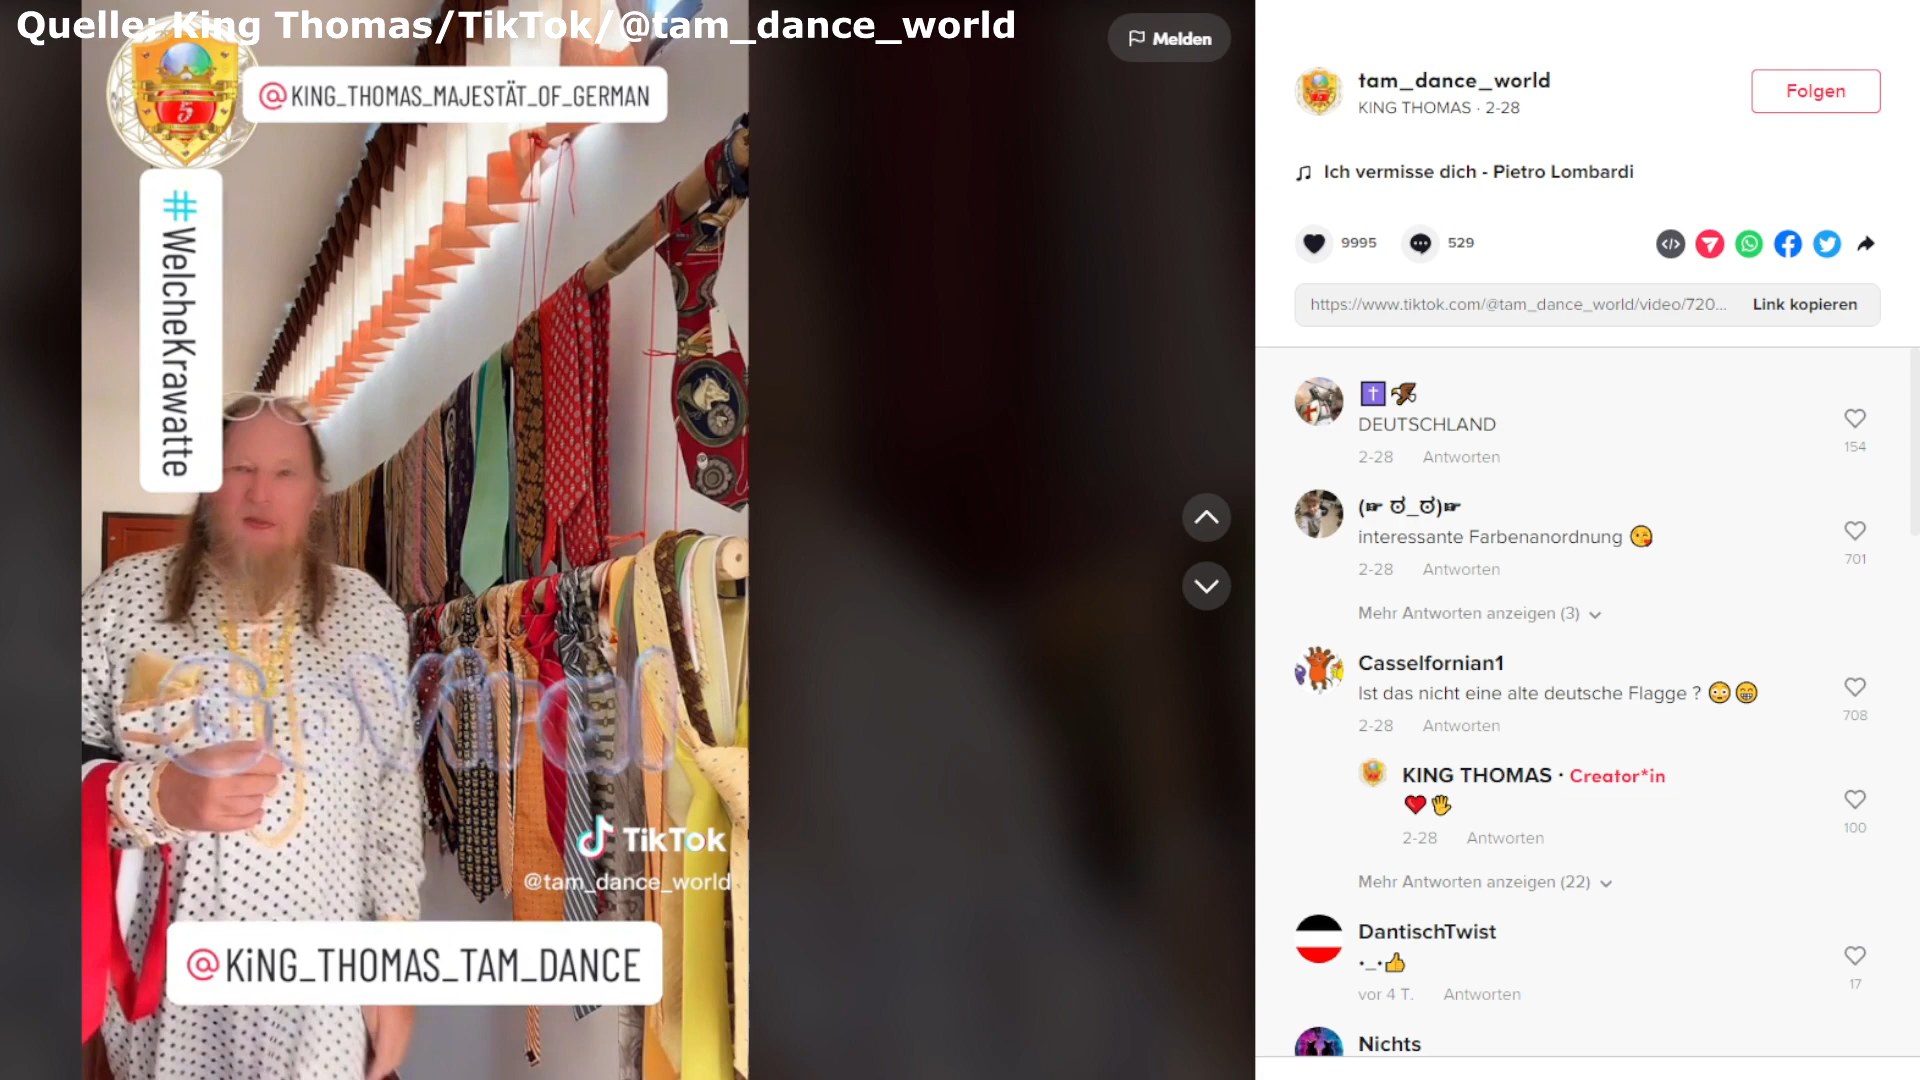 Quelle: King Thomas/TikTok/@tam_dance_world
Melden
5
@KING_THOMAS_MAJESTÄT_OF_GERMAN
#WelcheKrawatte
@Viral
TikTok
@tam_dance_world
@KiNG_THOMAS_TAM_DANCE
tam_dance_world
KING THOMAS · 2-28
Folgen
Ich vermisse dich - Pietro Lombardi
9995
529
https://www.tiktok.com/@tam_dance_world/video/720...
Link kopieren
✝️🦅
DEUTSCHLAND
2-28 Antworten
154
(☞ ಠ_ಠ)☞
interessante Farbenanordnung 😘
2-28 Antworten
701
Mehr Antworten anzeigen (3)
Casselfornian1
Ist das nicht eine alte deutsche Flagge ? 😳😁
2-28 Antworten
708
KING THOMAS · Creator*in
❤️👋
2-28 Antworten
100
Mehr Antworten anzeigen (22)
DantischTwist
•_•👍
vor 4 T. Antworten
17
Nichts